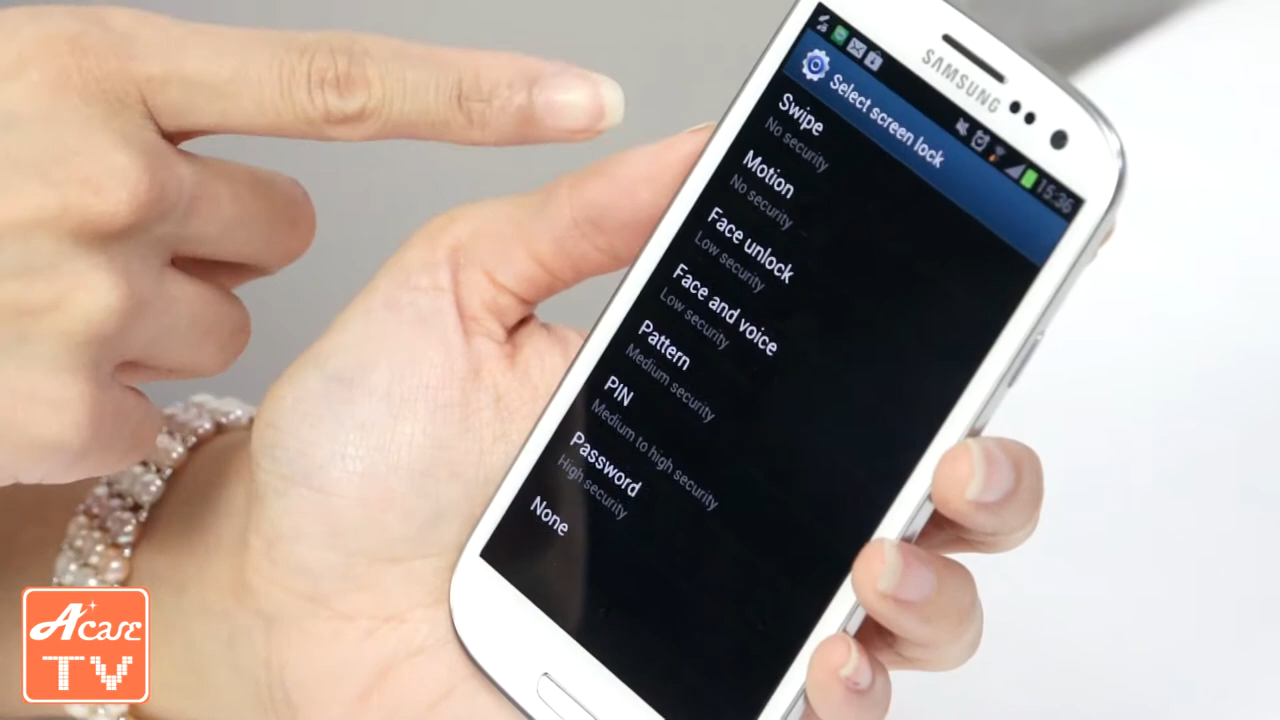 SAMSUNG
15:36
Select screen lock
Swipe
No security
Motion
No security
Face unlock
Low security
Face and voice
Low security
Pattern
Medium security
PIN
Medium to high security
Password
High security
None
Acase
TV